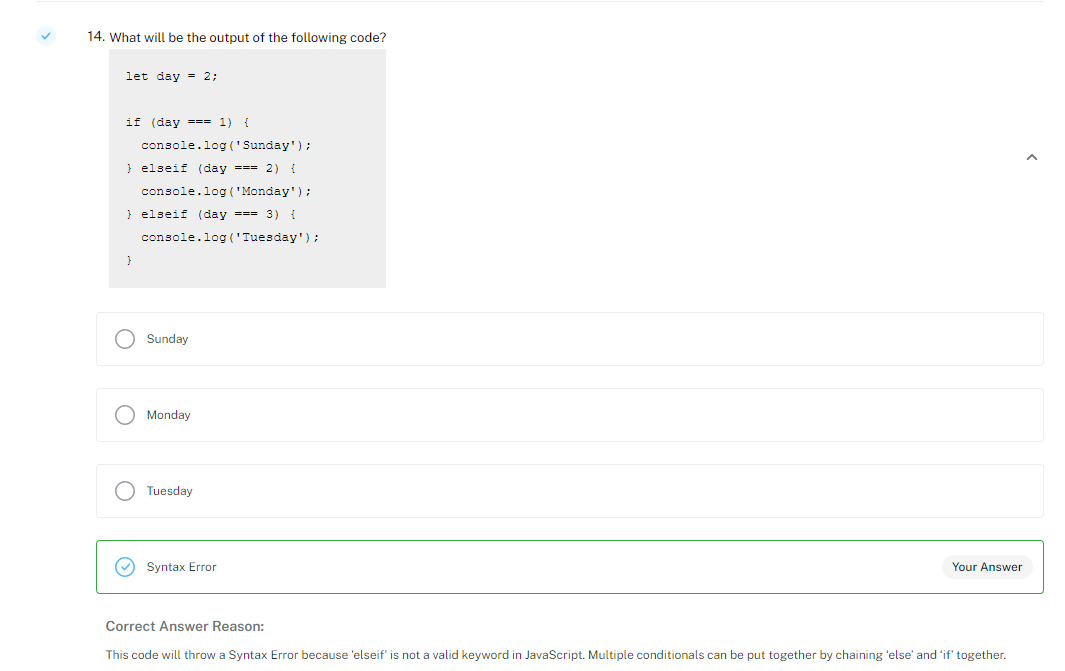 14. What will be the output of the following code?
let day = 2;
if (day === 1) {
  console.log('Sunday');
} elseif (day === 2) {
  console.log('Monday');
} elseif (day === 3) {
  console.log('Tuesday');
}
Sunday
Monday
Tuesday
Syntax Error Your Answer
Correct Answer Reason:
This code will throw a Syntax Error because 'elseif' is not a valid keyword in JavaScript. Multiple conditionals can be put together by chaining 'else' and 'if' together.